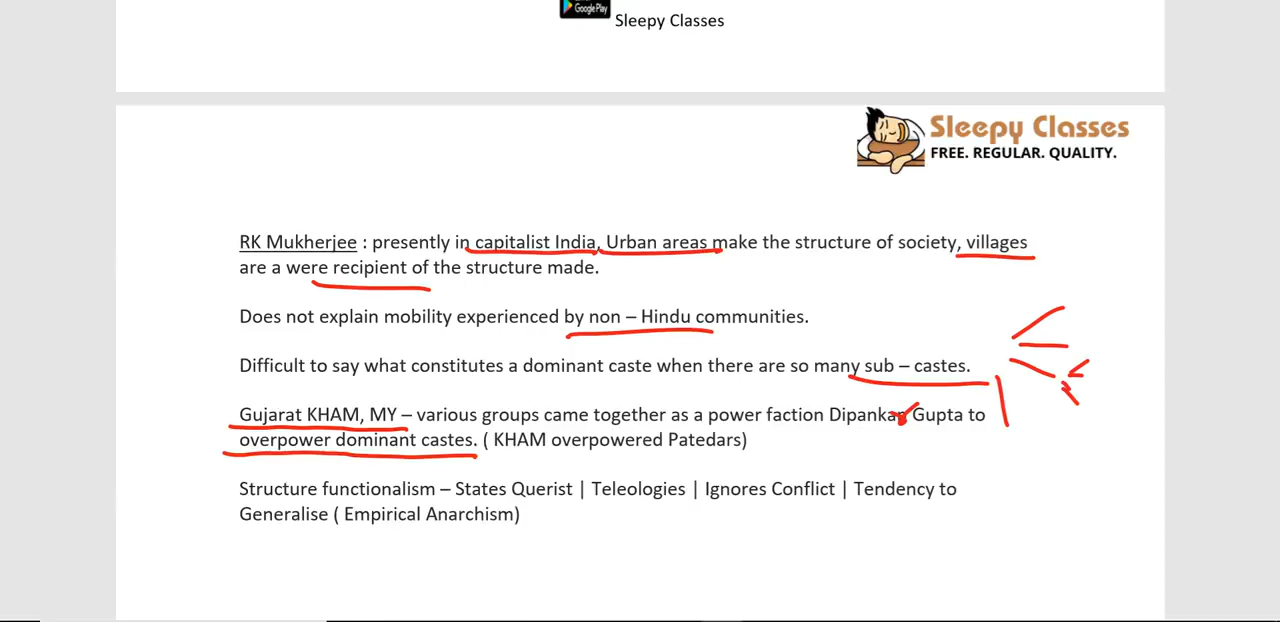 Google Play
Sleepy Classes
Sleepy Classes
FREE. REGULAR. QUALITY.
RK Mukherjee : presently in capitalist India, Urban areas make the structure of society, villages
are a were recipient of the structure made.
Does not explain mobility experienced by non – Hindu communities.
Difficult to say what constitutes a dominant caste when there are so many sub – castes.
Gujarat KHAM, MY – various groups came together as a power faction Dipankar Gupta to
overpower dominant castes. ( KHAM overpowered Patedars)
Structure functionalism – States Querist | Teleologies | Ignores Conflict | Tendency to
Generalise ( Empirical Anarchism)